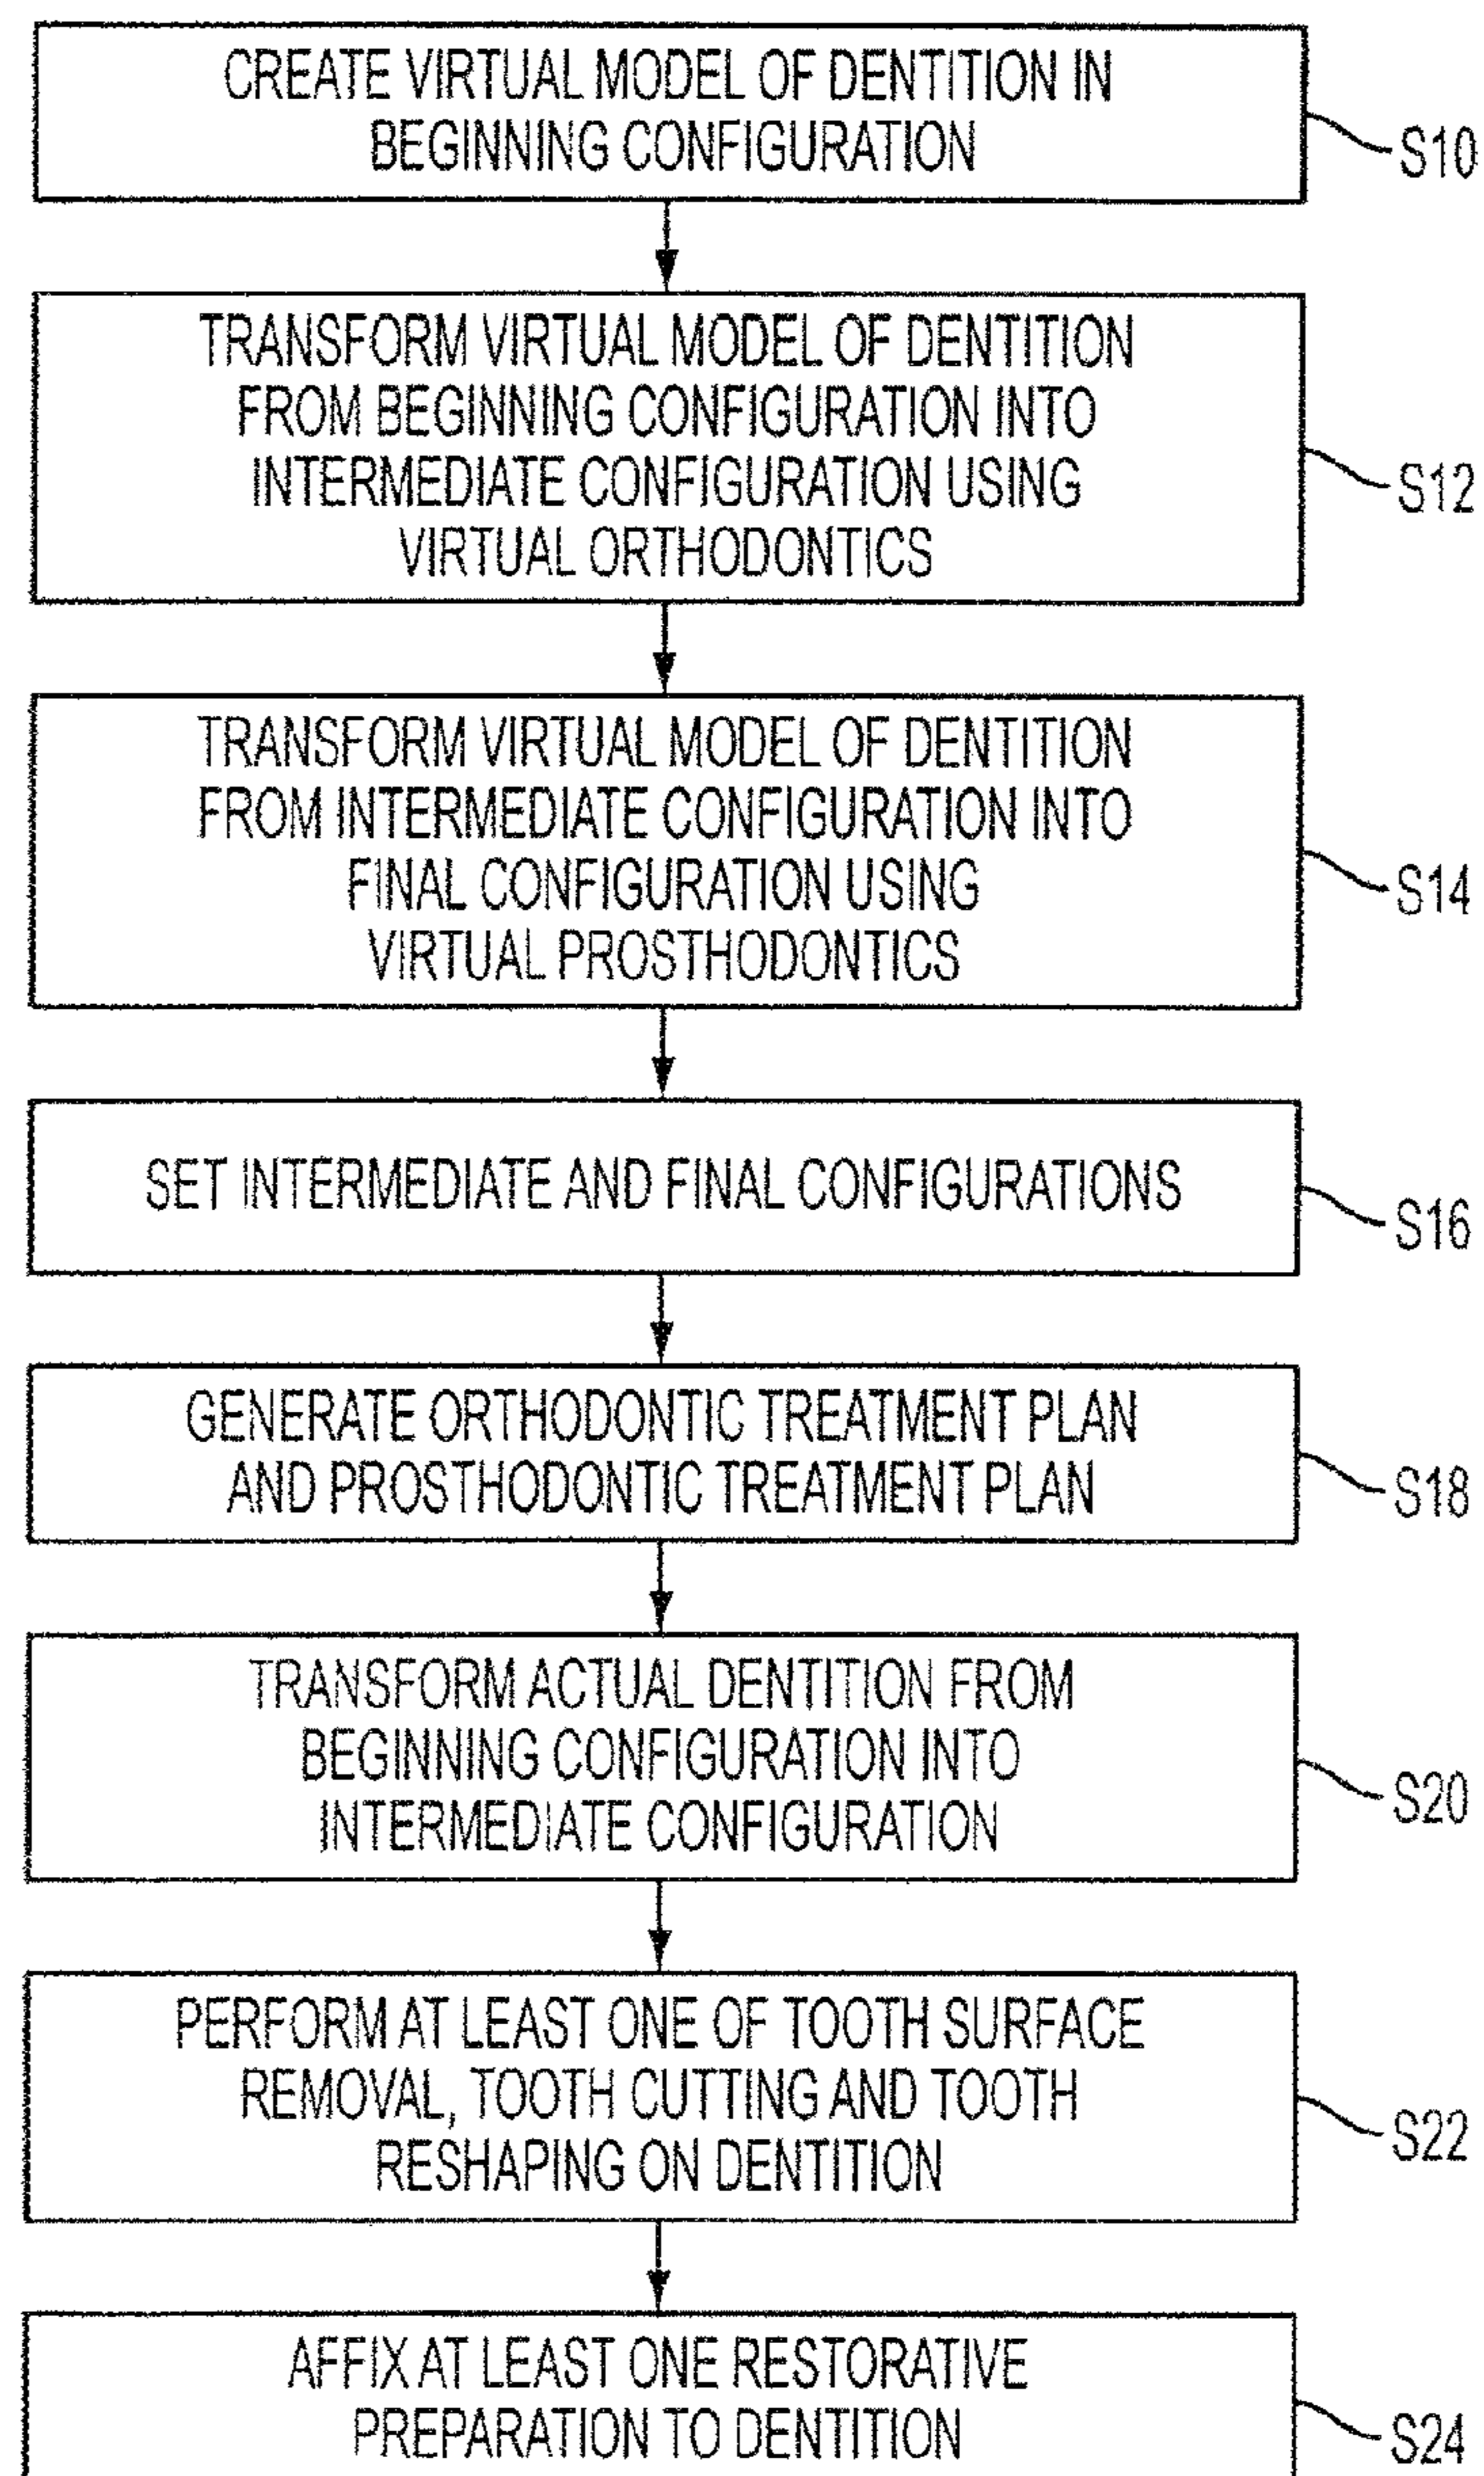 CREATE VIRTUAL MODEL OF DENTITION IN
BEGINNING CONFIGURATION
S10
TRANSFORM VIRTUAL MODEL OF DENTITION
FROM BEGINNING CONFIGURATION INTO
INTERMEDIATE CONFIGURATION USING
VIRTUAL ORTHODONTICS
S12
TRANSFORM VIRTUAL MODEL OF DENTITION
FROM INTERMEDIATE CONFIGURATION INTO
FINAL CONFIGURATION USING
VIRTUAL PROSTHODONTICS
S14
SET INTERMEDIATE AND FINAL CONFIGURATIONS
S16
GENERATE ORTHODONTIC TREATMENT PLAN
AND PROSTHODONTIC TREATMENT PLAN
S18
TRANSFORM ACTUAL DENTITION FROM
BEGINNING CONFIGURATION INTO
INTERMEDIATE CONFIGURATION
S20
PERFORM AT LEAST ONE OF TOOTH SURFACE
REMOVAL, TOOTH CUTTING AND TOOTH
RESHAPING ON DENTITION
S22
AFFIX AT LEAST ONE RESTORATIVE
PREPARATION TO DENTITION
S24